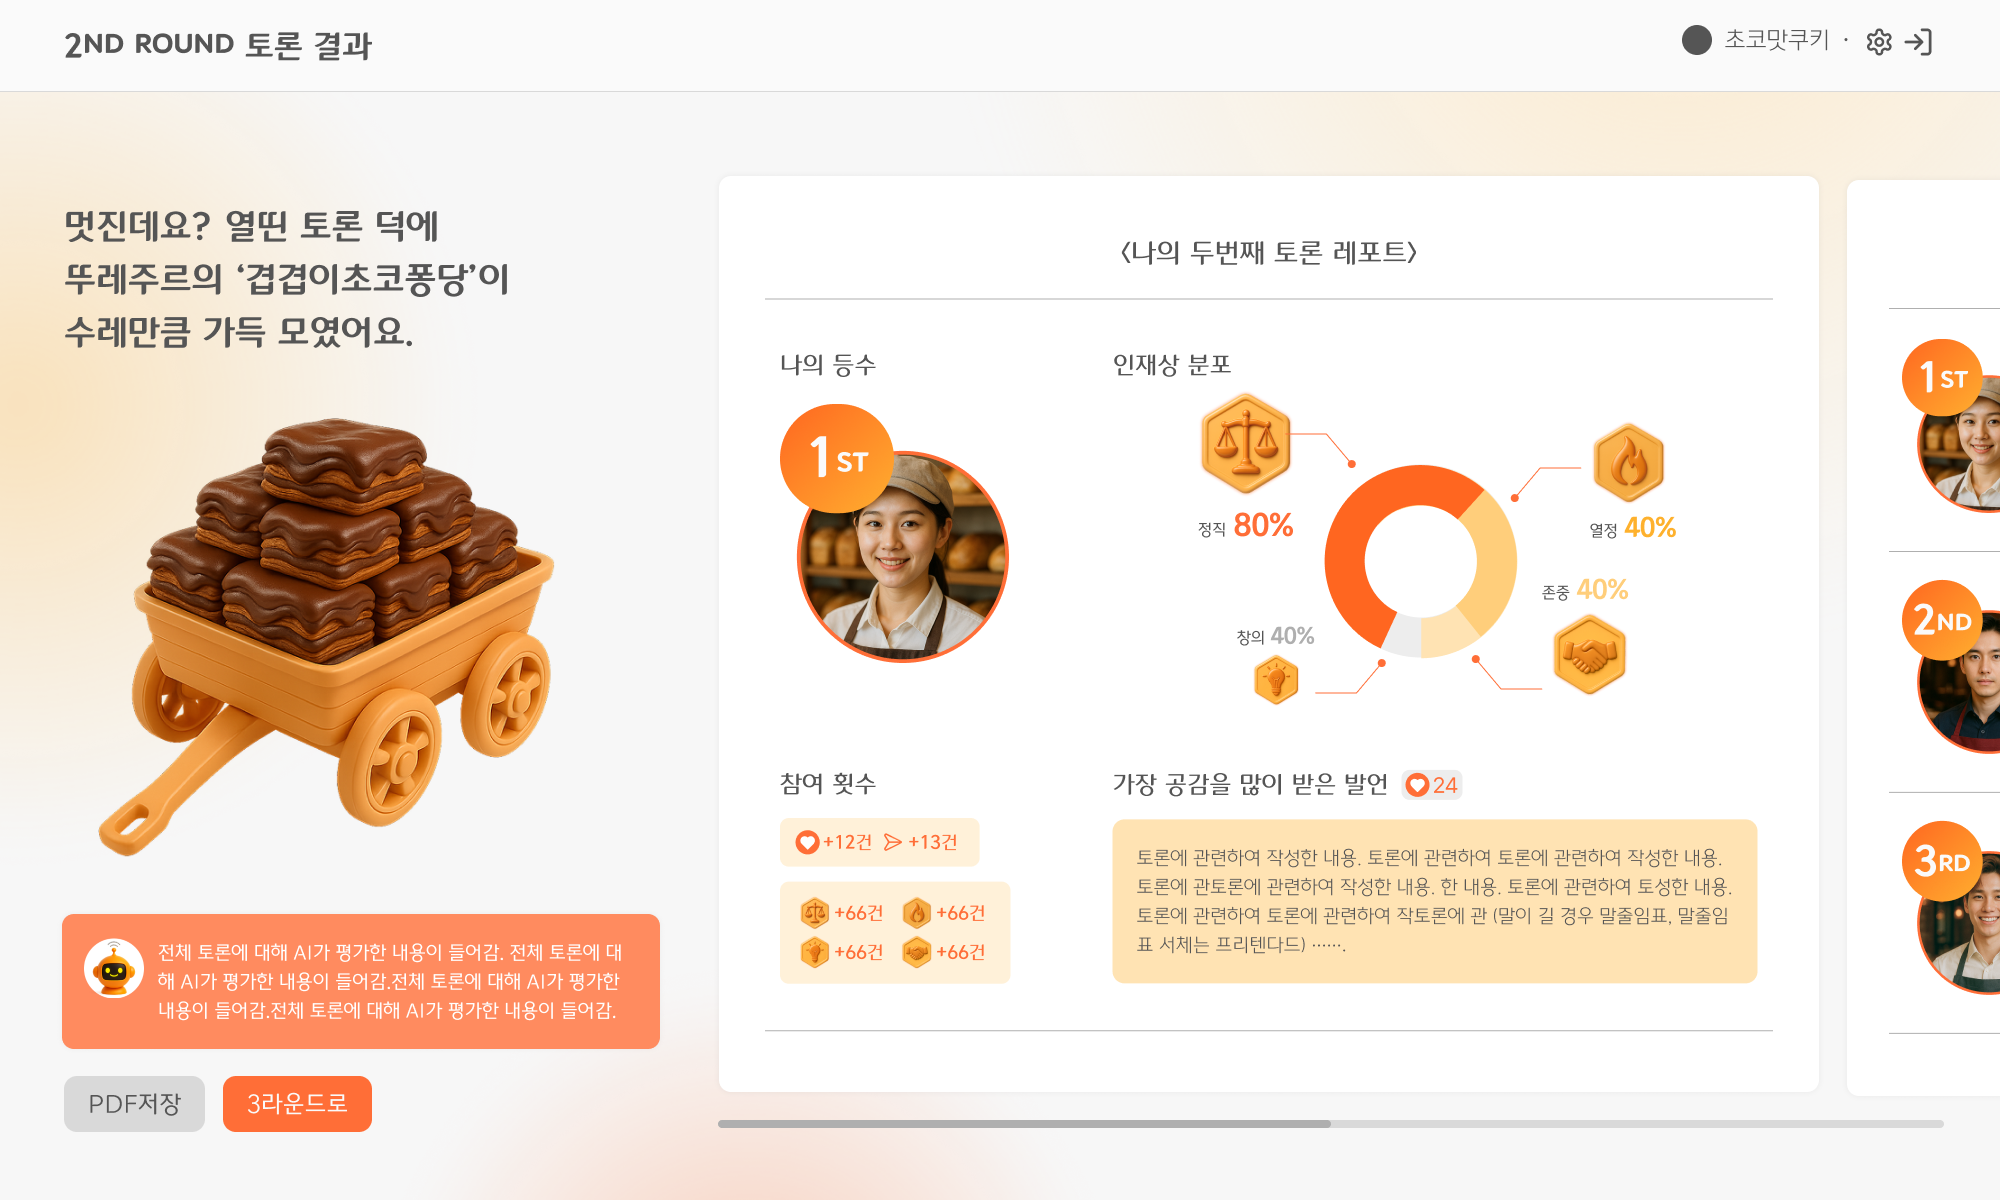 2ND ROUND 토론 결과
초코맛쿠키 ·
멋진데요? 열띤 토론 덕에
뚜레주르의 ‘겹겹이초코퐁당’이
수레만큼 가득 모였어요.
전체 토론에 대해 AI가 평가한 내용이 들어감. 전체 토론에 대
해 AI가 평가한 내용이 들어감.전체 토론에 대해 AI가 평가한
내용이 들어감.전체 토론에 대해 AI가 평가한 내용이 들어감.
PDF저장
3라운드로
<나의 두번째 토론 레포트>
나의 등수
1ST
인재상 분포
정직 80%
열정 40%
존중 40%
창의 40%
참여 횟수
+12건 +13건
+66건 +66건
+66건 +66건
가장 공감을 많이 받은 발언 24
토론에 관련하여 작성한 내용. 토론에 관련하여 토론에 관련하여 작성한 내용.
토론에 관토론에 관련하여 작성한 내용. 한 내용. 토론에 관련하여 토성한 내용.
토론에 관련하여 토론에 관련하여 작토론에 관 (말이 길 경우 말줄임표, 말줄임
표 서체는 프리텐다드) …….
1ST
2ND
3RD